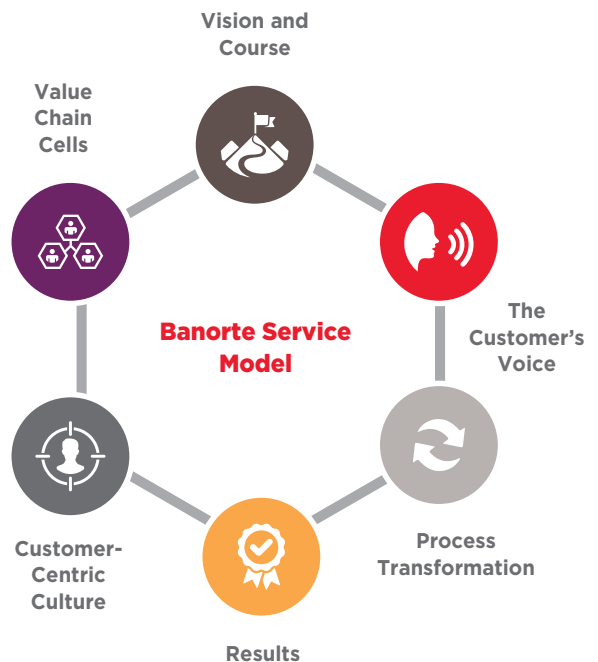 Vision and
Course
Value
Chain
Cells
The
Customer's
Voice
Banorte Service
Model
Process
Transformation
Customer-
Centric
Culture
Results